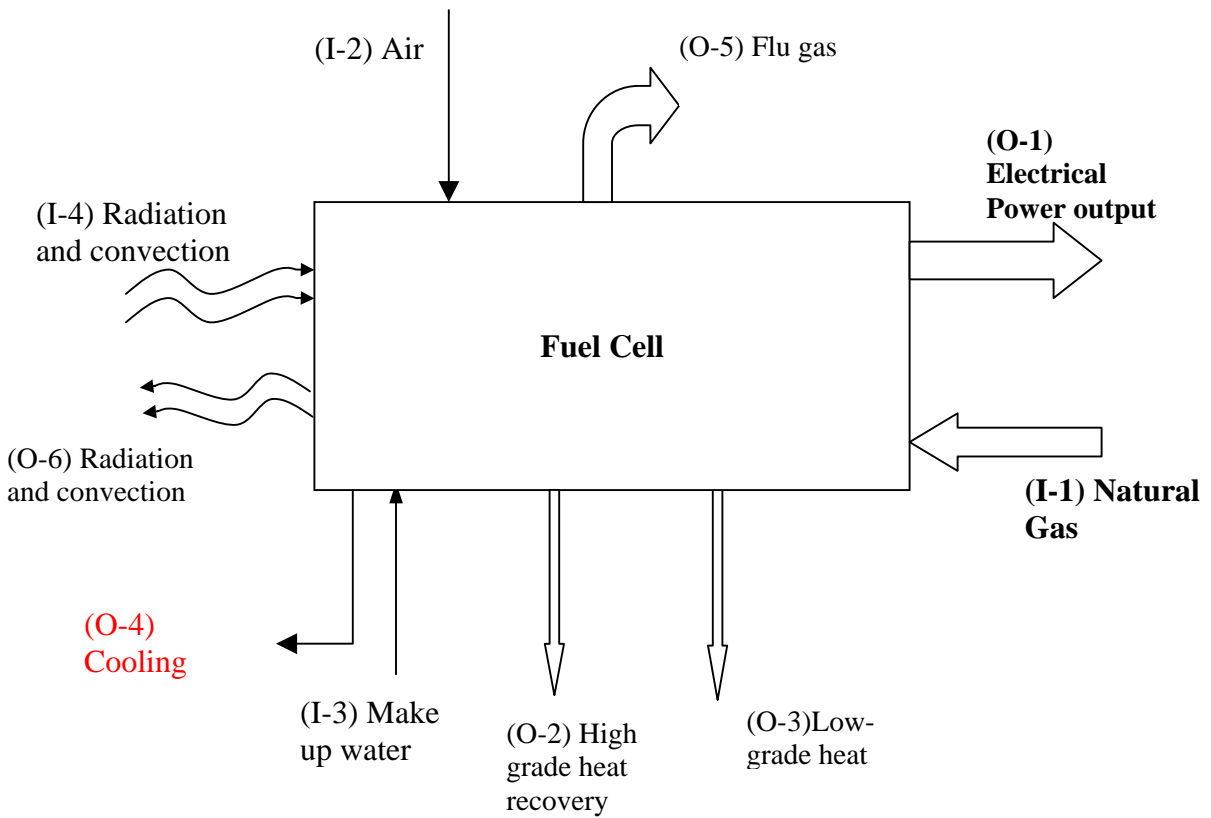 (I-2) Air
(O-5) Flu gas
(O-1)
Electrical
Power output
(I-4) Radiation
and convection
Fuel Cell
(O-6) Radiation
and convection
(I-1) Natural
Gas
(O-4)
Cooling
(I-3) Make
up water
(O-2) High
grade heat
recovery
(O-3)Low-
grade heat